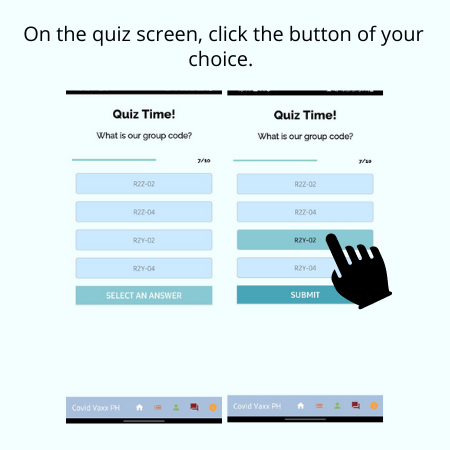 On the quiz screen, click the button of your
choice.
Quiz Time!
What is our group code?
7/10
R2Z-02
R2Z-04
R2Y-02
R2Y-04
SELECT AN ANSWER
Covid Vaxx PH
Quiz Time!
What is our group code?
7/10
R2Z-02
R2Z-04
R2Y-02
R2Y-04
SUBMIT
Covid Vaxx PH